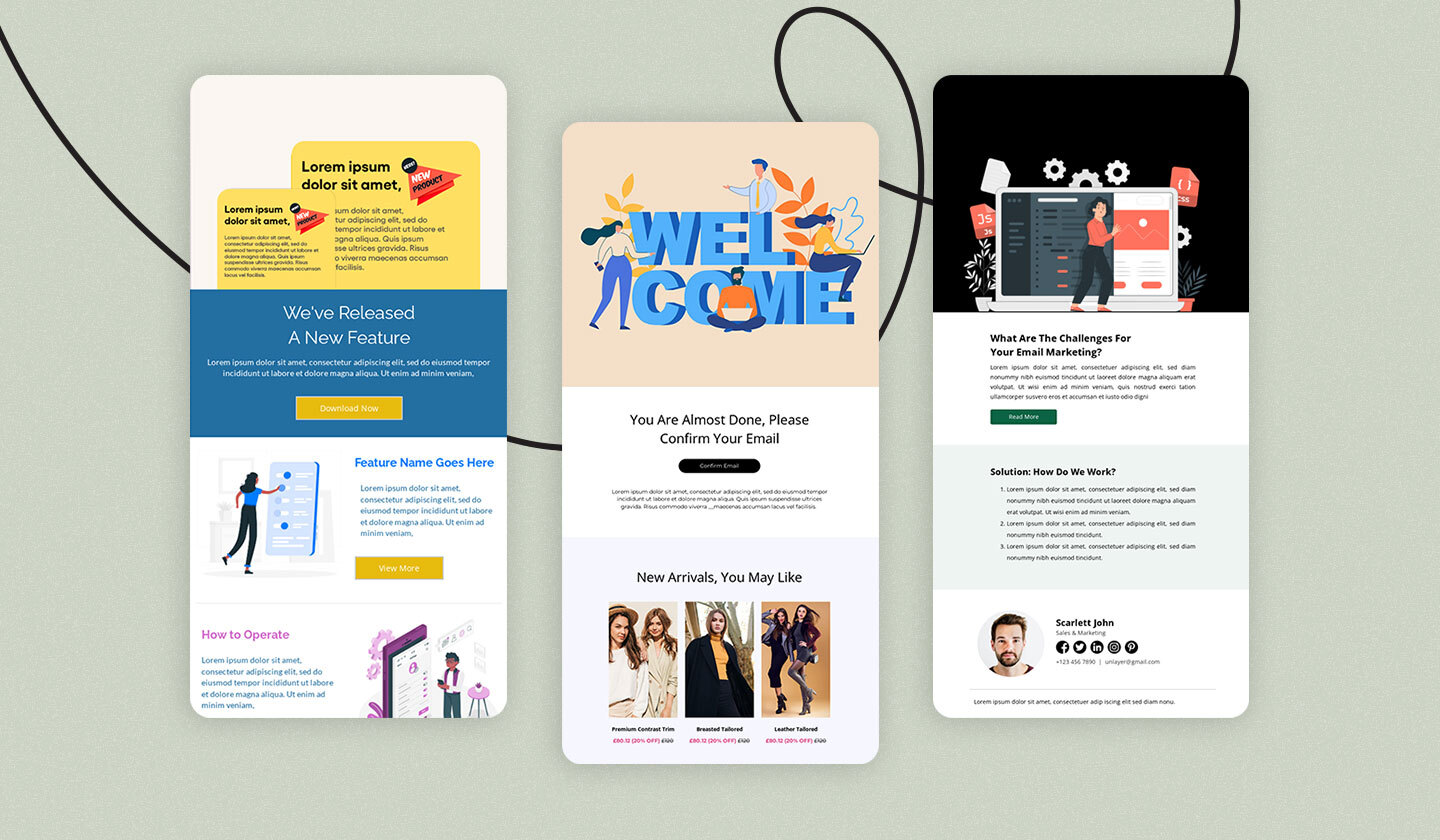 Lorem ipsum
dolor sit amet,
HERE!
NEW
PRODUCT
sum dolor sit amet,
tur adipiscing elit, sed do
agna aliqua. Quis ipsum
sse ultrices gravida. Risus
o viverra maecenas accumsan
facilisis.
Lorem ipsum
dolor sit amet,
NEW
PRODUCT
Lorem ipsum dolor sit amet,
consectetur adipiscing elit, sed do
eiusmod tempor incididunt ut labore et
dolore magna aliqua. Quis ipsum
suspendisse ultrices gravida. Risus
commodo viverra maecenas accumsan
lacus vel facilisis.
We've Released
A New Feature
Lorem ipsum dolor sit amet, consectetur adipiscing elit, sed do eiusmod tempor
incididunt ut labore et dolore magna aliqua. Ut enim ad minim veniam,
Download Now
Feature Name Goes Here
Lorem ipsum dolor sit amet,
consectetur adipiscing elit, sed do
eiusmod tempor incididunt ut labore
et dolore magna aliqua. Ut enim ad
minim veniam,
View More
How to Operate
Lorem ipsum dolor sit amet,
consectetur adipiscing elit, sed do
eiusmod tempor incididunt ut labore
et dolore magna aliqua. Ut enim ad
minim veniam,
WEL
COME
You Are Almost Done, Please
Confirm Your Email
Confirm Email
Lorem ipsum dolor sit amet, consectetur adipiscing elit, sed do eiusmod tempor
incididunt ut labore et dolore magna aliqua. Quis ipsum suspendisse ultrices
gravida. Risus commodo viverra __maecenas accumsan lacus vel facilisis.
New Arrivals, You May Like
Premium Contrast Trim
£80.12 (20% OFF) £120
Breasted Tailored
£80.12 (20% OFF) £120
Leather Tailored
£80.12 (20% OFF) £120
Js
Js
{ }
CSS
What Are The Challenges For
Your Email Marketing?
Lorem ipsum dolor sit amet, consectetuer adipiscing elit, sed diam
nonummy nibh euismod tincidunt ut laoreet dolore magna aliquam erat
volutpat. Ut wisi enim ad minim veniam, quis nostrud exerci tation
ullamcorper susvero eros et accumsan et iusto odio digni
Read More
Solution: How Do We Work?
1. Lorem ipsum dolor sit amet, consectetuer adipiscing elit, sed diam
nonummy nibh euismod tincidunt ut laoreet dolore magna aliquam
erat volutpat. Ut wisi enim ad minim veniam.
2. Lorem ipsum dolor sit amet, consectetuer adipiscing elit, sed diam
nonummy nibh euismod tincidunt.
3. Lorem ipsum dolor sit amet, consectetuer adipiscing elit, sed diam
nonummy nibh euismod tincidunt.
Scarlett John
Sales & Marketing
+123 456 7890 | unlayer@gmail.com
Lorem ipsum dolor sit amet, consectetuer adip iscing elit sed diam nonu.